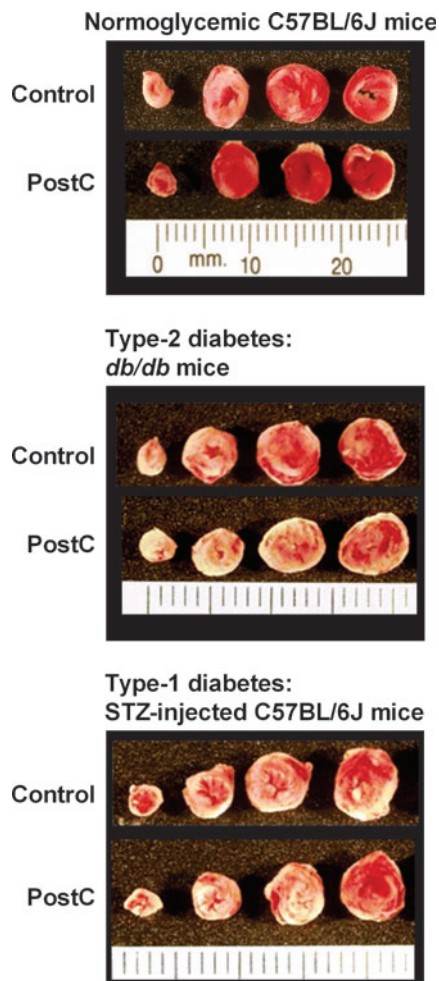 Normoglycemic C57BL/6J mice
Control
PostC
0 mm. 10 20
Type-2 diabetes:
db/db mice
Control
PostC
Type-1 diabetes:
STZ-injected C57BL/6J mice
Control
PostC